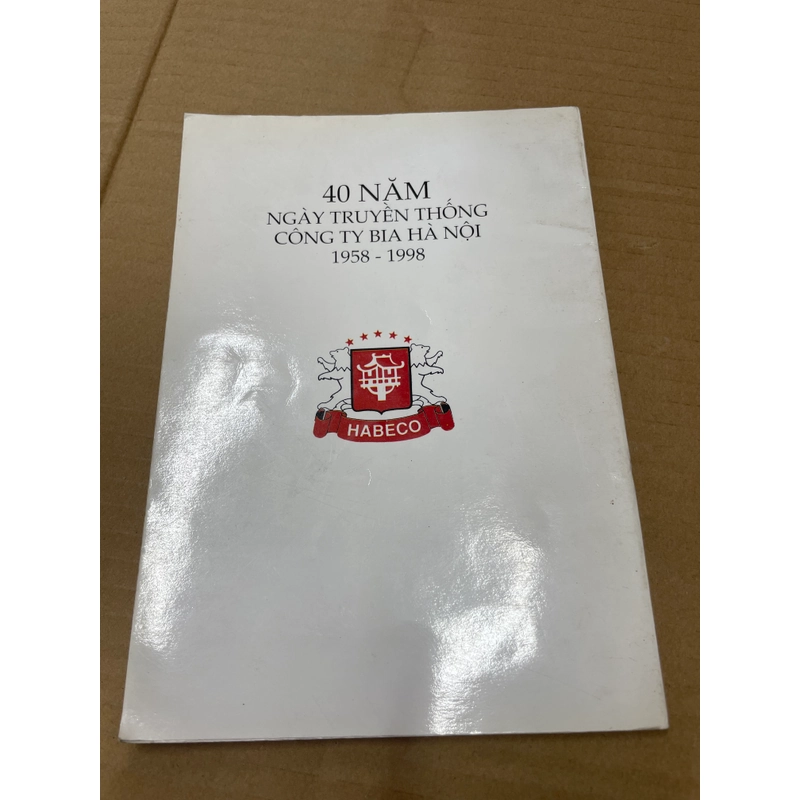 40 NĂM
NGÀY TRUYỀN THỐNG
CÔNG TY BIA HÀ NỘI
1958 - 1998
HABECO